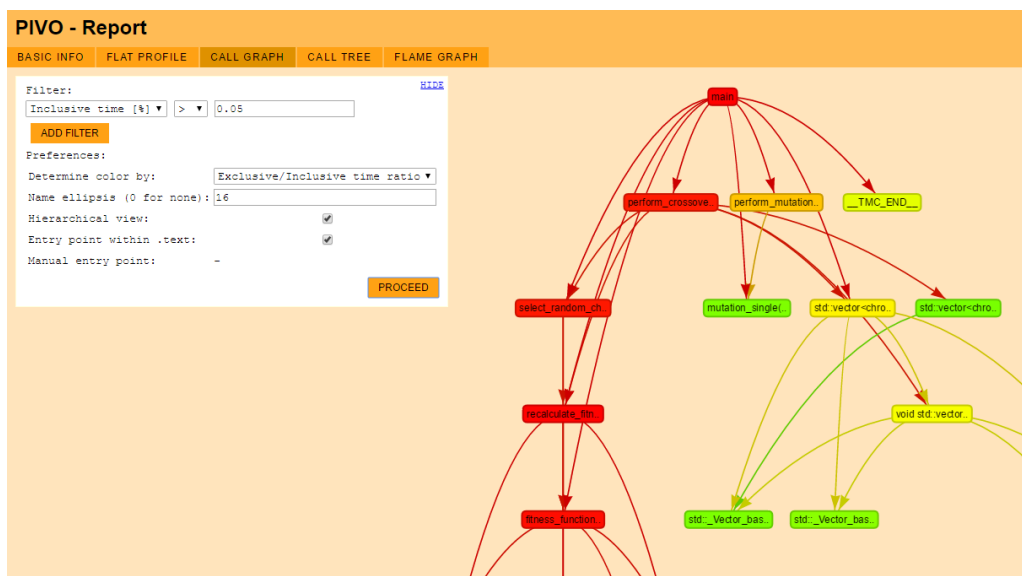 PIVO - Report
BASIC INFO FLAT PROFILE CALL GRAPH CALL TREE FLAME GRAPH
Filter: HIDE
Inclusive time [%] > 0.05
ADD FILTER
Preferences:
Determine color by: Exclusive/Inclusive time ratio
Name ellipsis (0 for none): 16
Hierarchical view:
Entry point within .text:
Manual entry point: -
PROCEED
main
perform_crossove.. perform_mutation.. __TMC_END__
select_random_ch.. mutation_single(.. std::vector<chro.. std::vector<chro..
recalculate_fitn.. void std::vector..
fitness_function.. std::_Vector_bas.. std::_Vector_bas..